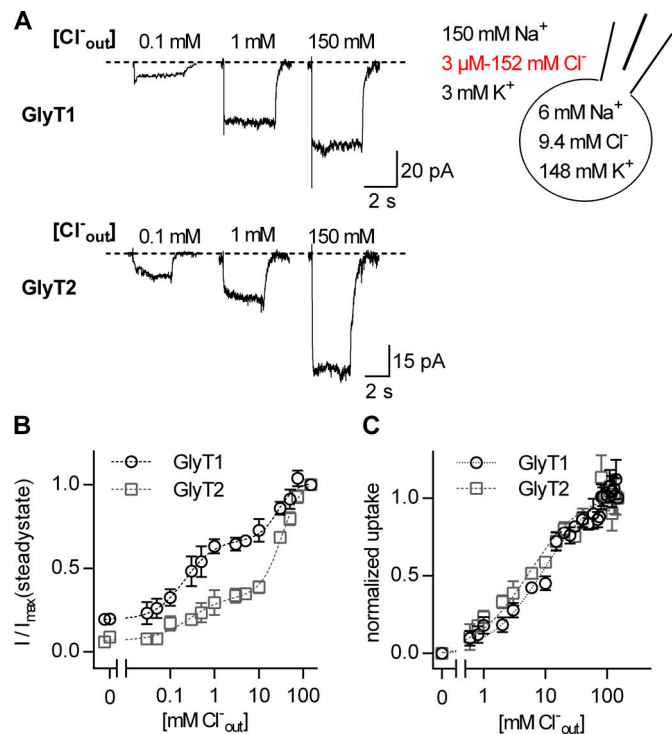 A
[Cl⁻out] 0.1 mM 1 mM 150 mM
GlyT1
20 pA
2 s
150 mM Na⁺
3 µM-152 mM Cl⁻
3 mM K⁺
6 mM Na⁺
9.4 mM Cl⁻
148 mM K⁺
[Cl⁻out] 0.1 mM 1 mM 150 mM
GlyT2
15 pA
2 s
B
GlyT1
GlyT2
I / Imax(steadystate)
1.0
0.5
0.0
0 0.1 1 10 100
[mM Cl⁻out]
C
GlyT1
GlyT2
normalized uptake
1.0
0.5
0.0
0 1 10 100
[mM Cl⁻out]